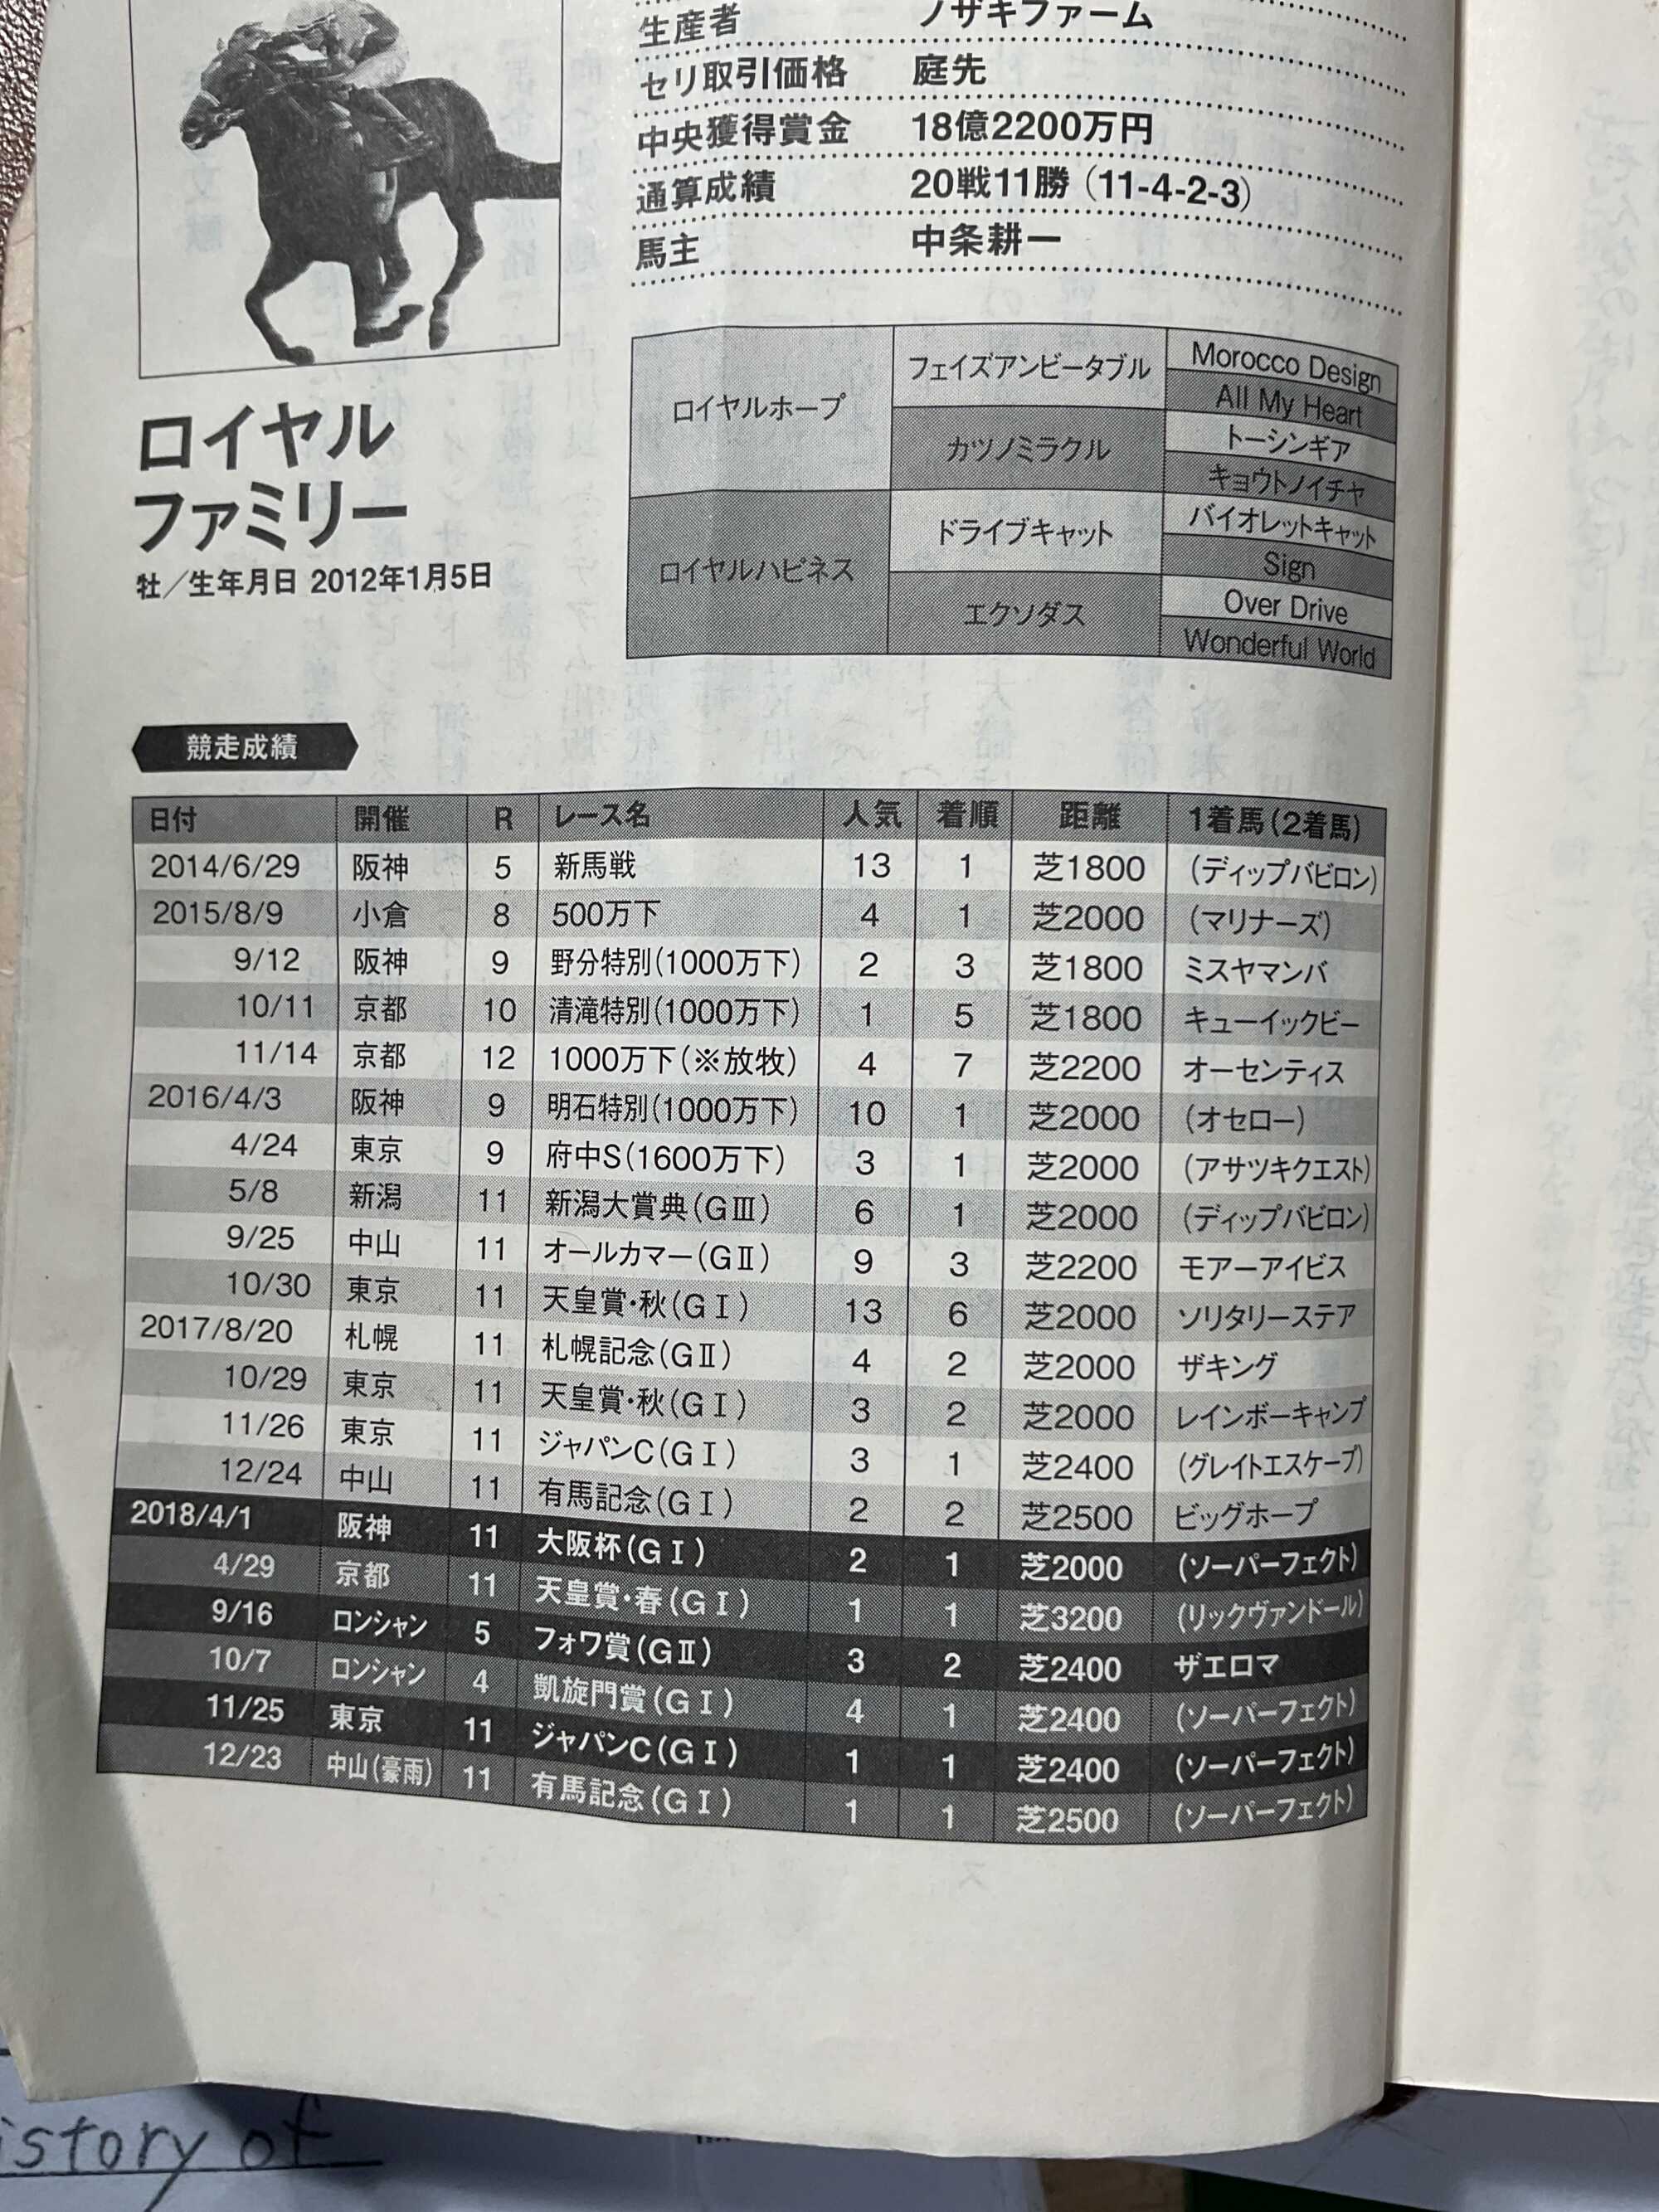 生産者 ノザキファーム
セリ取引価格 庭先
中央獲得賞金 18億2200万円
通算成績 20戦11勝（11-4-2-3）
馬主 中条耕一
ロイヤルホープ フェイズアンビータブル Morocco Design
All My Heart
カツノミラクル トーシンギア
キョウトノイチヤ
ロイヤルハピネス ドライブキャット バイオレットキャット
Sign
エクソダス Over Drive
Wonderful World
ロイヤル
ファミリー
牡／生年月日 2012年1月5日
競走成績
日付 開催 R レース名 人気 着順 距離 1着馬(2着馬)
2014/6/29 阪神 5 新馬戦 13 1 芝1800 (ディップバビロン)
2015/8/9 小倉 8 500万下 4 1 芝2000 (マリナーズ)
9/12 阪神 9 野分特別(1000万下) 2 3 芝1800 ミスヤマンバ
10/11 京都 10 清滝特別(1000万下) 1 5 芝1800 キューイックビー
11/14 京都 12 1000万下(※放牧) 4 7 芝2200 オーセンティス
2016/4/3 阪神 9 明石特別(1000万下) 10 1 芝2000 (オセロー)
4/24 東京 9 府中S(1600万下) 3 1 芝2000 (アサツキクエスト)
5/8 新潟 11 新潟大賞典(GⅢ) 6 1 芝2000 (ディップバビロン)
9/25 中山 11 オールカマー(GⅡ) 9 3 芝2200 モアーアイビス
10/30 東京 11 天皇賞・秋(GⅠ) 13 6 芝2000 ソリタリーステア
2017/8/20 札幌 11 札幌記念(GⅡ) 4 2 芝2000 ザキング
10/29 東京 11 天皇賞・秋(GⅠ) 3 2 芝2000 レインボーキャンプ
11/26 東京 11 ジャパンC(GⅠ) 3 1 芝2400 (グレイトエスケープ)
12/24 中山 11 有馬記念(GⅠ) 2 2 芝2500 ビッグホープ
2018/4/1 阪神 11 大阪杯(GⅠ) 2 1 芝2000 (ソーパーフェクト)
4/29 京都 11 天皇賞・春(GⅠ) 1 1 芝3200 (リックヴァンドール)
9/16 ロンシャン 5 フォワ賞(GⅡ) 3 2 芝2400 ザエロマ
10/7 ロンシャン 4 凱旋門賞(GⅠ) 4 1 芝2400 (ソーパーフェクト)
11/25 東京 11 ジャパンC(GⅠ) 1 1 芝2400 (ソーパーフェクト)
12/23 中山(豪雨) 11 有馬記念(GⅠ) 1 1 芝2500 (ソーパーフェクト)
istory of